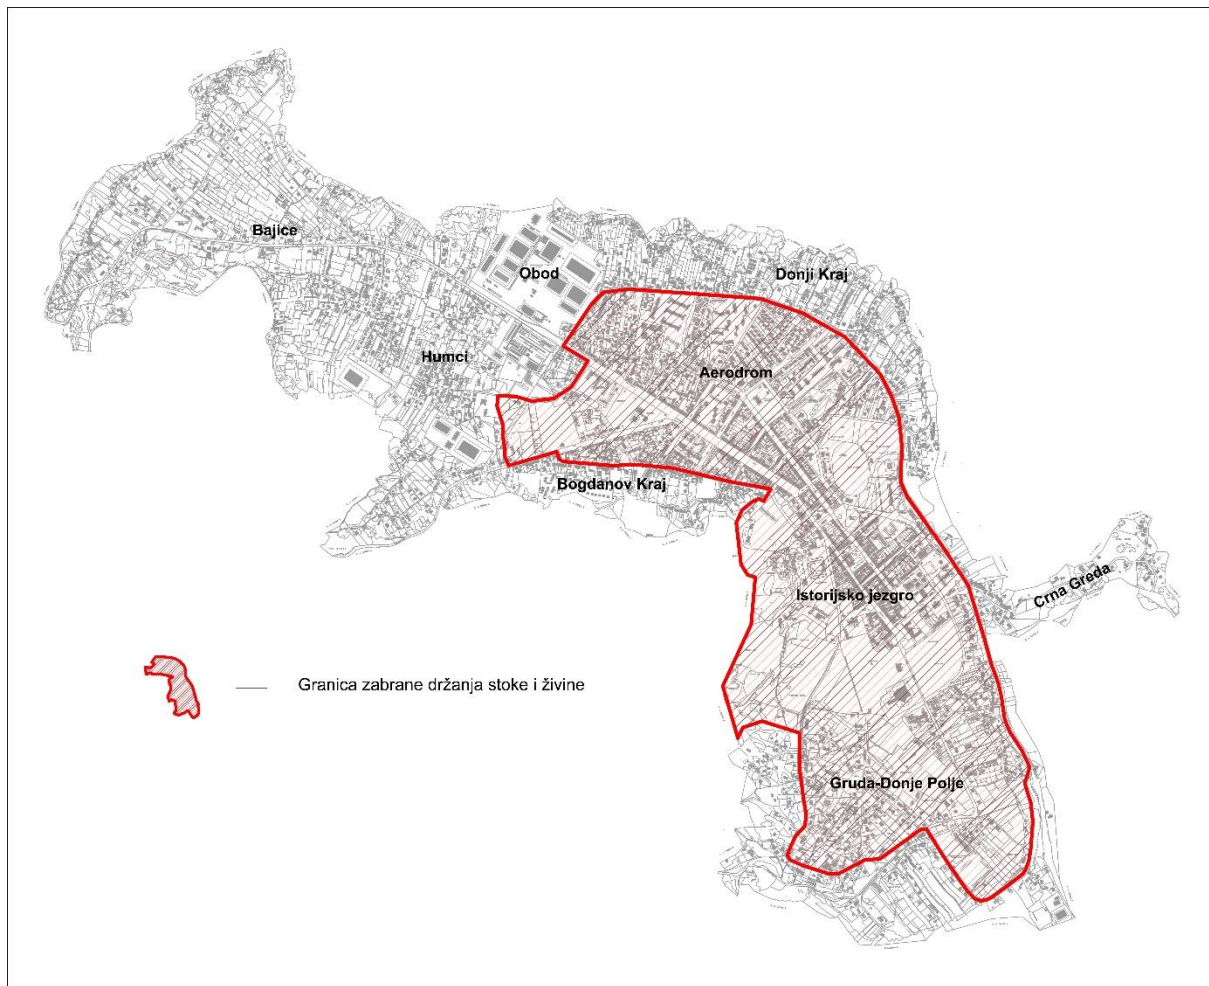 Bajice
Obod
Donji Kraj
Humci
Aerodrom
Bogdanov Kraj
Istorijsko jezgro
Crna Greda
Granica zabrane držanja stoke i živine
Gruda-Donje Polje